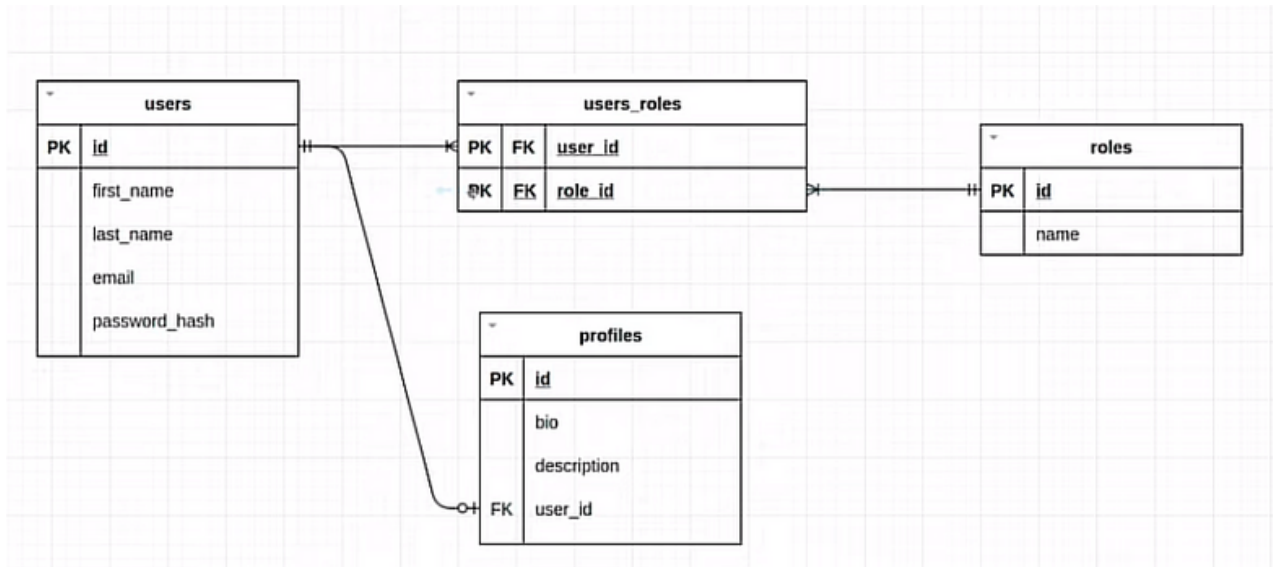 users
PK id
first_name
last_name
email
password_hash
users_roles
PK FK user_id
PK FK role_id
roles
PK id
name
profiles
PK id
bio
description
FK user_id